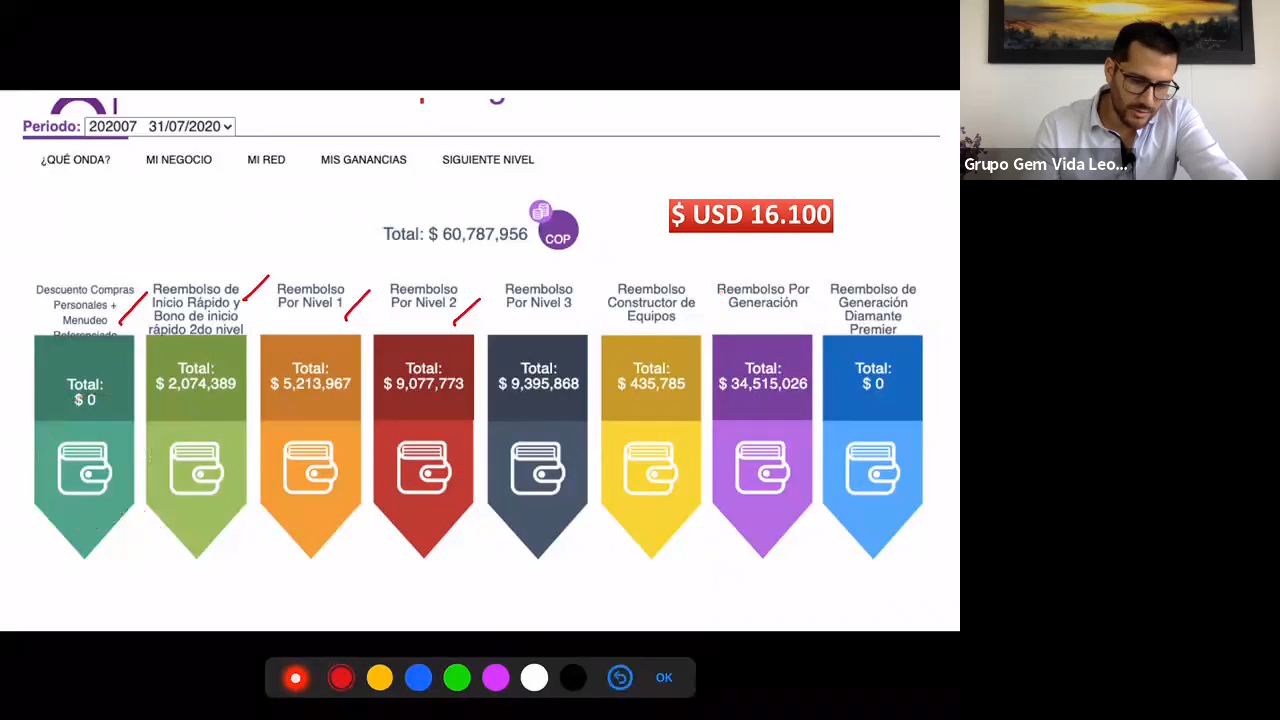 Periodo: 202007 31/07/2020
¿QUÉ ONDA? MI NEGOCIO MI RED MIS GANANCIAS SIGUIENTE NIVEL
Total: $ 60,787,956
COP
$ USD 16.100
Descuento Compras
Personales +
Menudeo
Referenciado
Reembolso de
Inicio Rápido y
Bono de inicio
rápido 2do nivel
Reembolso
Por Nivel 1
Reembolso
Por Nivel 2
Reembolso
Por Nivel 3
Reembolso
Constructor de
Equipos
Reembolso Por
Generación
Reembolso de
Generación
Diamante
Premier
Total:
$ 0
Total:
$ 2,074,389
Total:
$ 5,213,967
Total:
$ 9,077,773
Total:
$ 9,395,868
Total:
$ 435,785
Total:
$ 34,515,026
Total:
$ 0
OK
Grupo Gem Vida Leo...